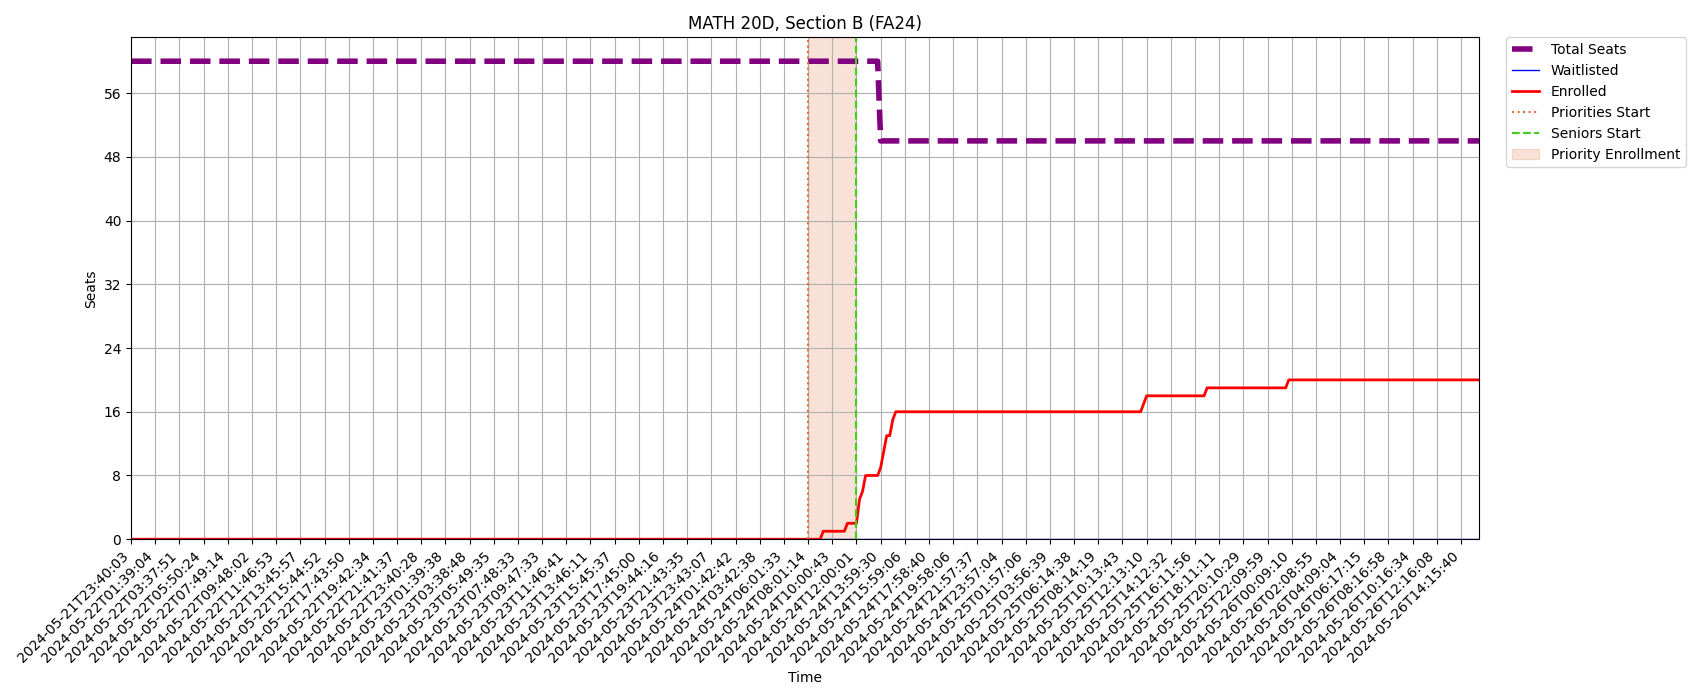 MATH 20D, Section B (FA24)
Total Seats
Waitlisted
Enrolled
Priorities Start
Seniors Start
Priority Enrollment
Seats
56
48
40
32
24
16
8
0
2024-05-21T23:40:03
2024-05-22T01:39:04
2024-05-22T03:37:51
2024-05-22T05:50:24
2024-05-22T07:49:14
2024-05-22T09:48:02
2024-05-22T11:46:53
2024-05-22T13:45:57
2024-05-22T15:44:52
2024-05-22T17:43:50
2024-05-22T19:42:34
2024-05-22T21:41:37
2024-05-22T23:40:28
2024-05-23T01:39:38
2024-05-23T03:38:48
2024-05-23T05:49:35
2024-05-23T07:48:33
2024-05-23T09:47:33
2024-05-23T11:46:41
2024-05-23T13:46:11
2024-05-23T15:45:37
2024-05-23T17:45:00
2024-05-23T19:44:16
2024-05-23T21:43:35
2024-05-23T23:43:07
2024-05-24T01:42:42
2024-05-24T03:42:38
2024-05-24T06:01:33
2024-05-24T08:01:14
2024-05-24T10:00:43
2024-05-24T12:00:01
2024-05-24T13:59:30
2024-05-24T15:59:06
2024-05-24T17:58:40
2024-05-24T19:58:06
2024-05-24T21:57:37
2024-05-24T23:57:04
2024-05-25T01:57:06
2024-05-25T03:56:39
2024-05-25T06:14:38
2024-05-25T08:14:19
2024-05-25T10:13:43
2024-05-25T12:13:10
2024-05-25T14:12:32
2024-05-25T16:11:56
2024-05-25T18:11:11
2024-05-25T20:10:29
2024-05-25T22:09:59
2024-05-26T00:09:10
2024-05-26T02:08:55
2024-05-26T04:09:04
2024-05-26T06:17:15
2024-05-26T08:16:58
2024-05-26T10:16:34
2024-05-26T12:16:08
2024-05-26T14:15:40
Time